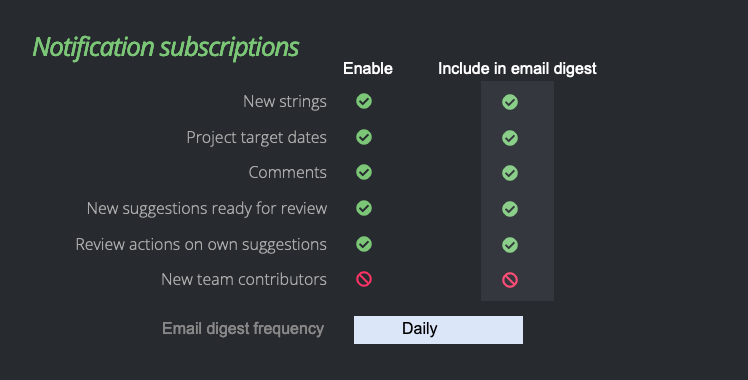 Notification subscriptions
Enable Include in email digest
New strings
Project target dates
Comments
New suggestions ready for review
Review actions on own suggestions
New team contributors
Email digest frequency Daily